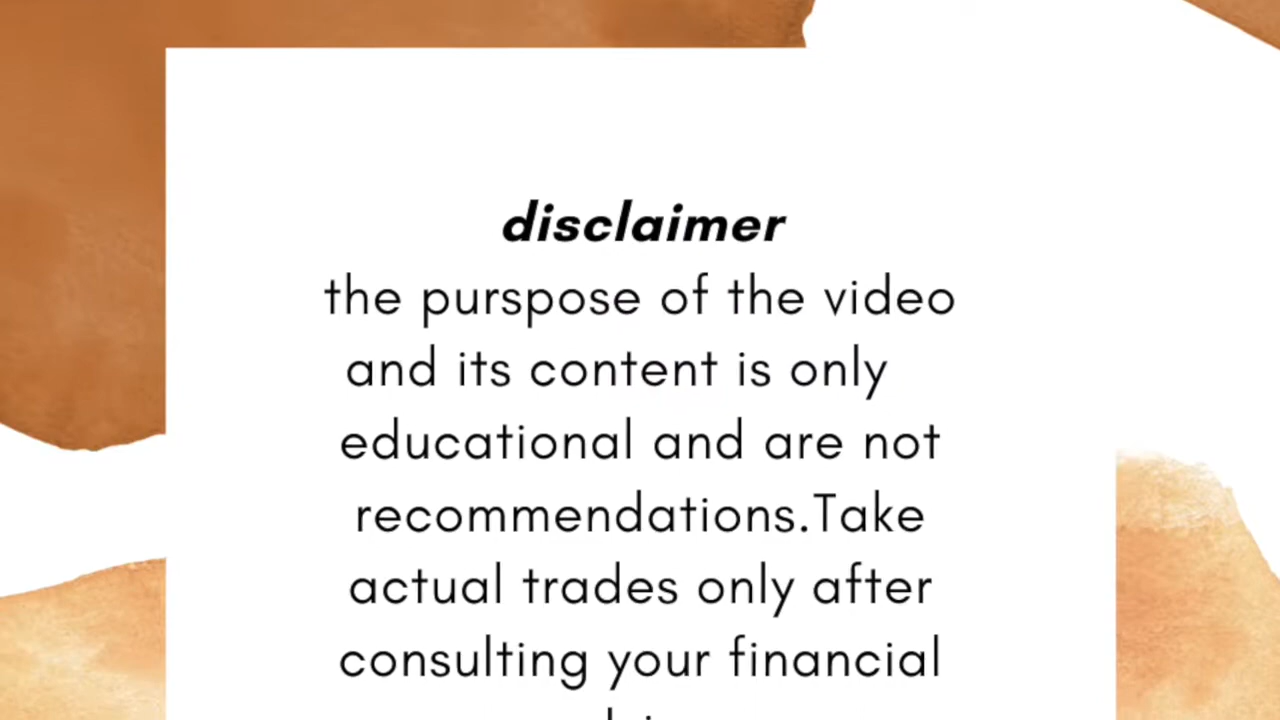 disclaimer
the purspose of the video
and its content is only
educational and are not
recommendations.Take
actual trades only after
consulting your financial